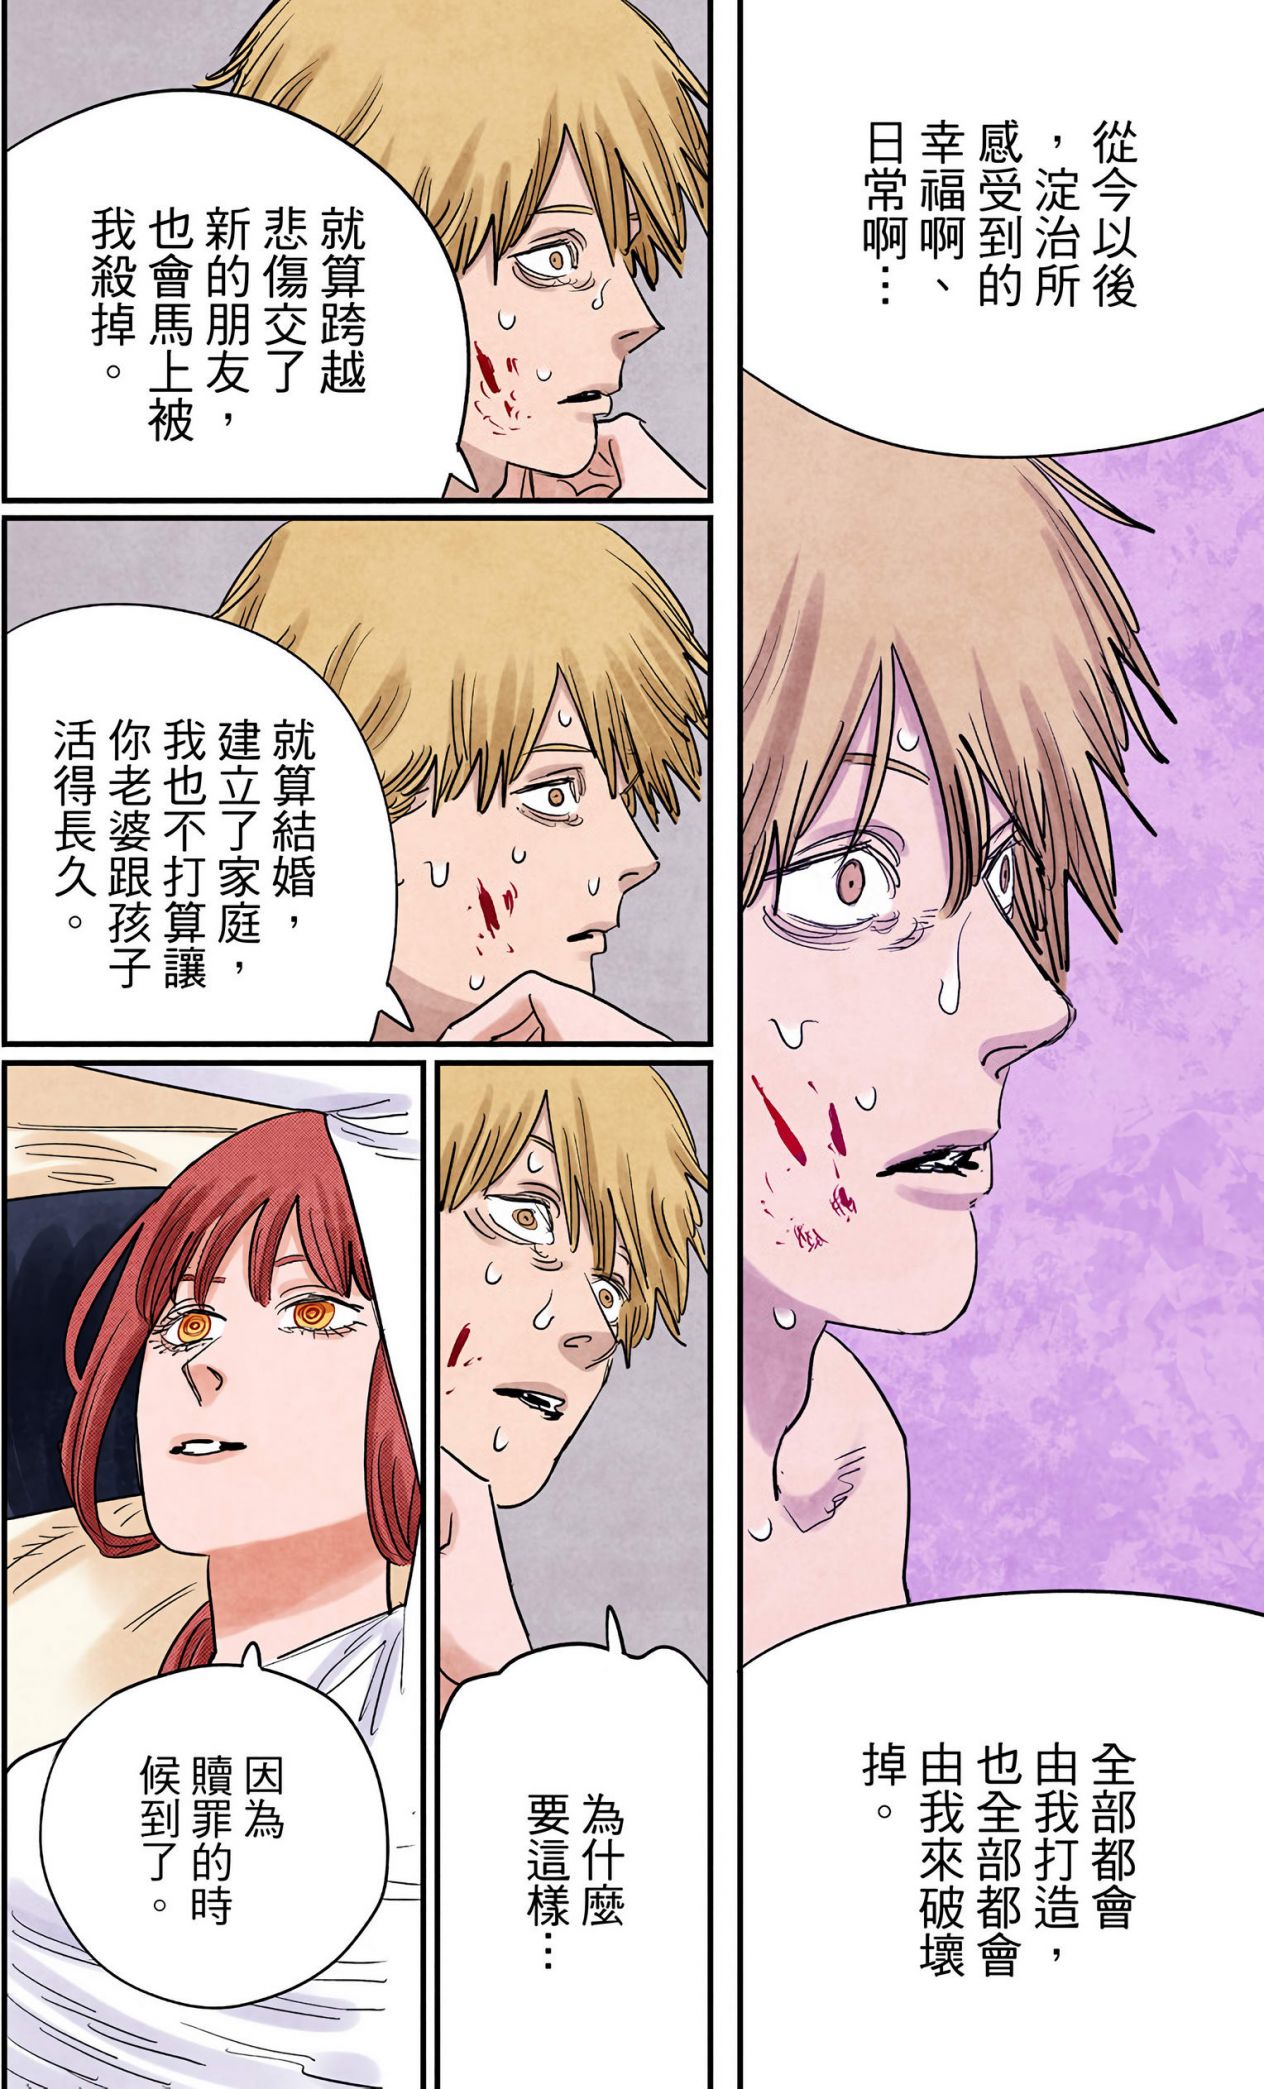 從今以後
，淀治所
感受到的
幸福啊、
日常啊…
全部都會
由我打造，
也全部都會
由我來破壞
掉。
就算跨越
悲傷交了
新的朋友，
也會馬上被
我殺掉。
就算結婚，
建立了家庭，
我也不打算讓
你老婆跟孩子
活得長久。
為什麼
要這樣…
因為
贖罪的時
候到了。